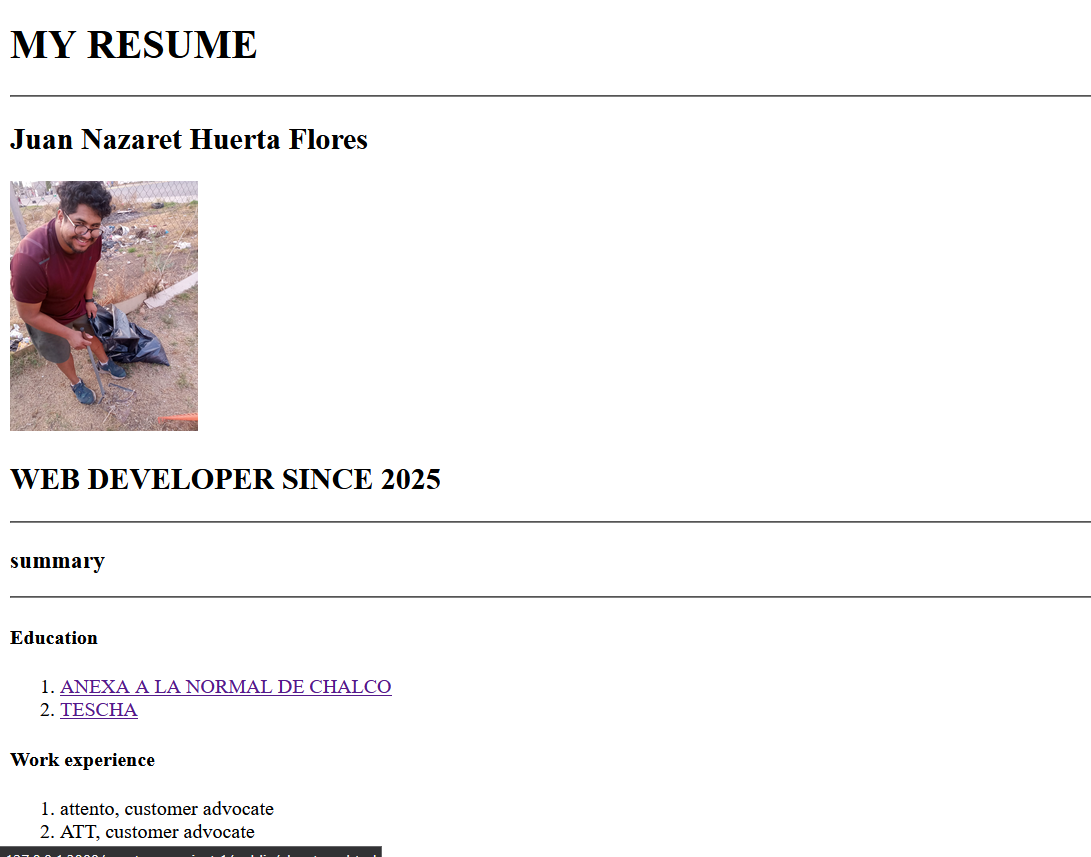 MY RESUME
Juan Nazaret Huerta Flores
WEB DEVELOPER SINCE 2025
summary
Education
1. ANEXA A LA NORMAL DE CHALCO
2. TESCHA
Work experience
1. attento, customer advocate
2. ATT, customer advocate